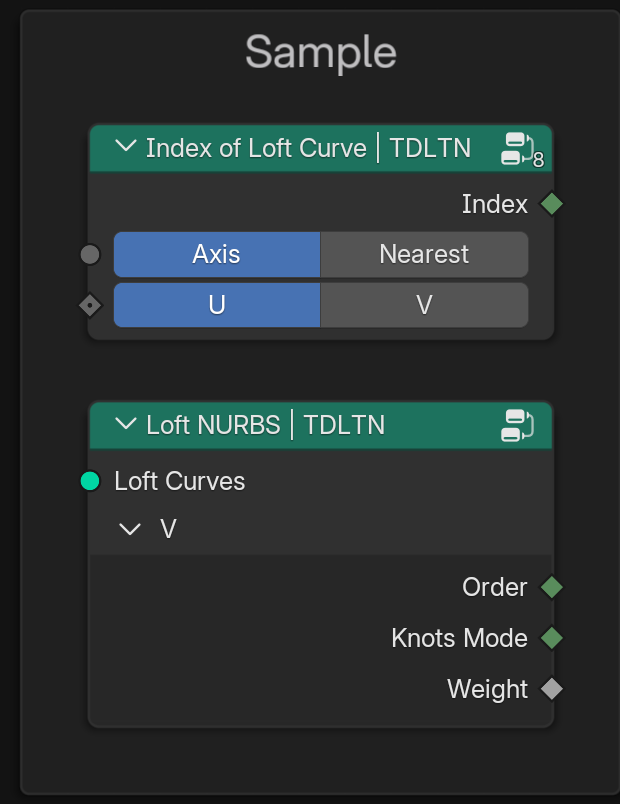 Sample
Index of Loft Curve | TDLTN
8
Index
Axis Nearest
U V
Loft NURBS | TDLTN
Loft Curves
V
Order
Knots Mode
Weight